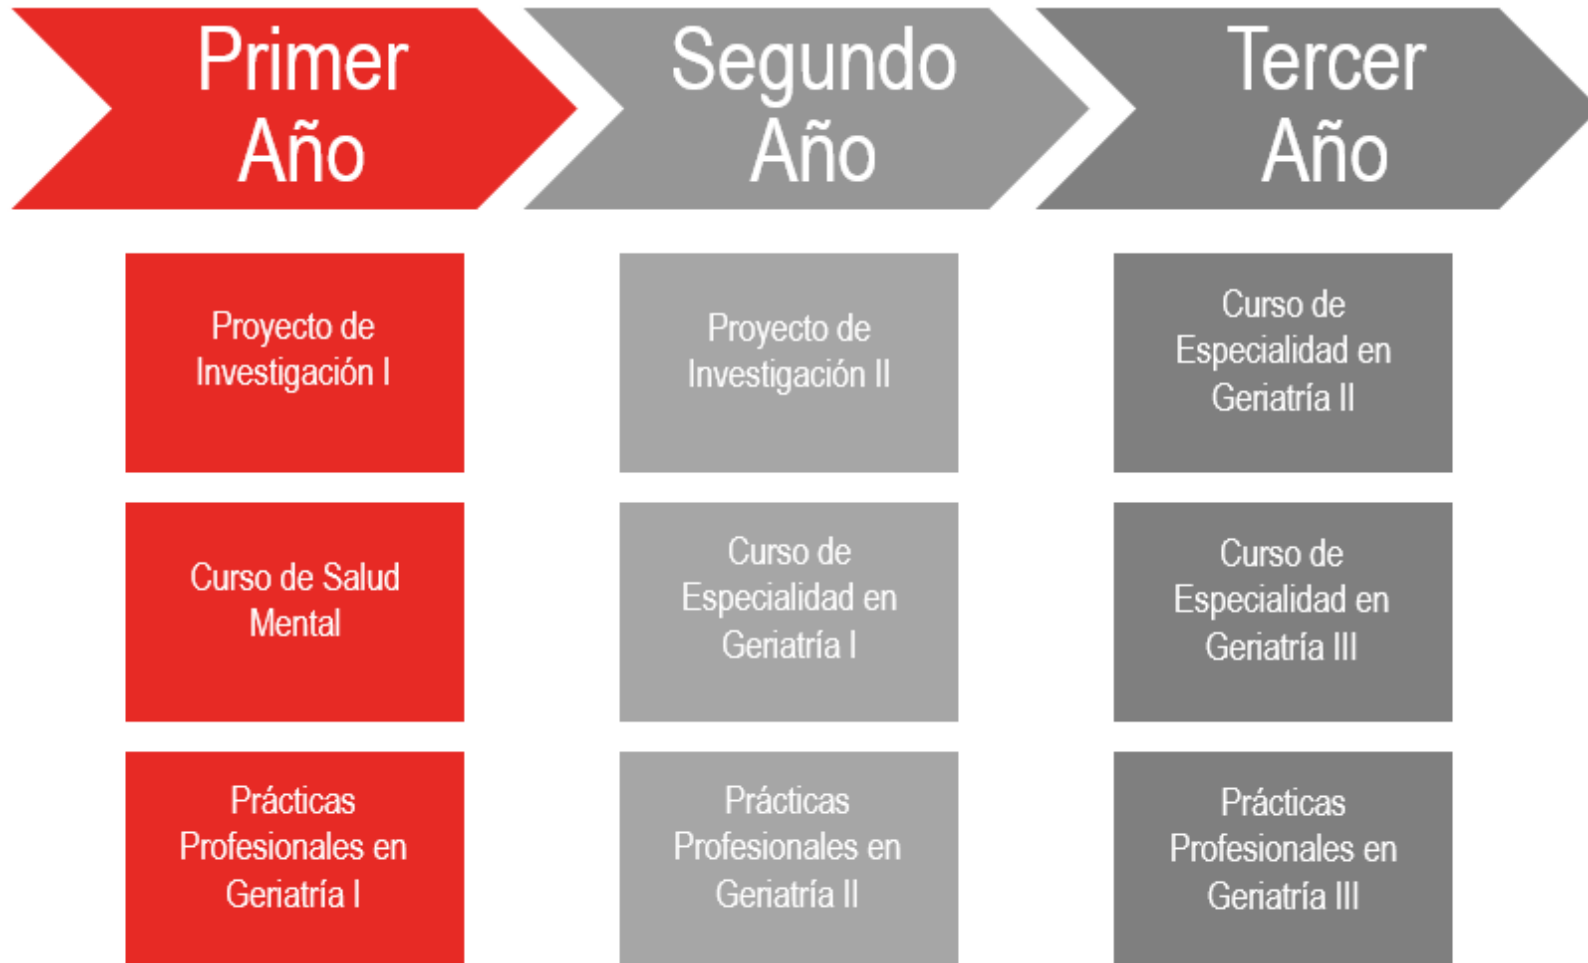 Primer
Año
Segundo
Año
Tercer
Año
Proyecto de
Investigación I
Proyecto de
Investigación II
Curso de
Especialidad en
Geriatría II
Curso de Salud
Mental
Curso de
Especialidad en
Geriatría I
Curso de
Especialidad en
Geriatría III
Prácticas
Profesionales en
Geriatría I
Prácticas
Profesionales en
Geriatría II
Prácticas
Profesionales en
Geriatría III